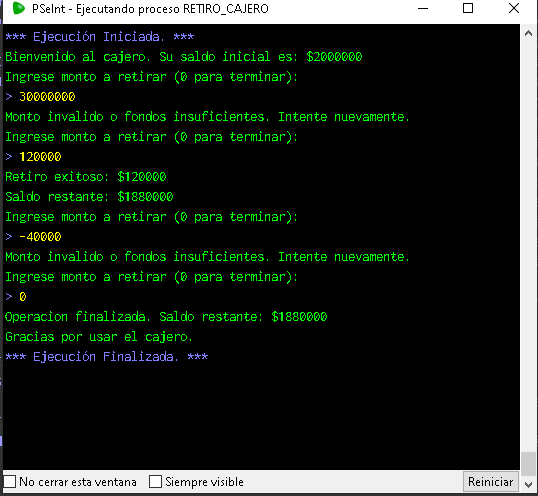 PSeInt - Ejecutando proceso RETIRO_CAJERO
*** Ejecución Iniciada. ***
Bienvenido al cajero. Su saldo inicial es: $2000000
Ingrese monto a retirar (0 para terminar):
> 30000000
Monto invalido o fondos insuficientes. Intente nuevamente.
Ingrese monto a retirar (0 para terminar):
> 120000
Retiro exitoso: $120000
Saldo restante: $1880000
Ingrese monto a retirar (0 para terminar):
> -40000
Monto invalido o fondos insuficientes. Intente nuevamente.
Ingrese monto a retirar (0 para terminar):
> 0
Operacion finalizada. Saldo restante: $1880000
Gracias por usar el cajero.
*** Ejecución Finalizada. ***
No cerrar esta ventana Siempre visible Reiniciar